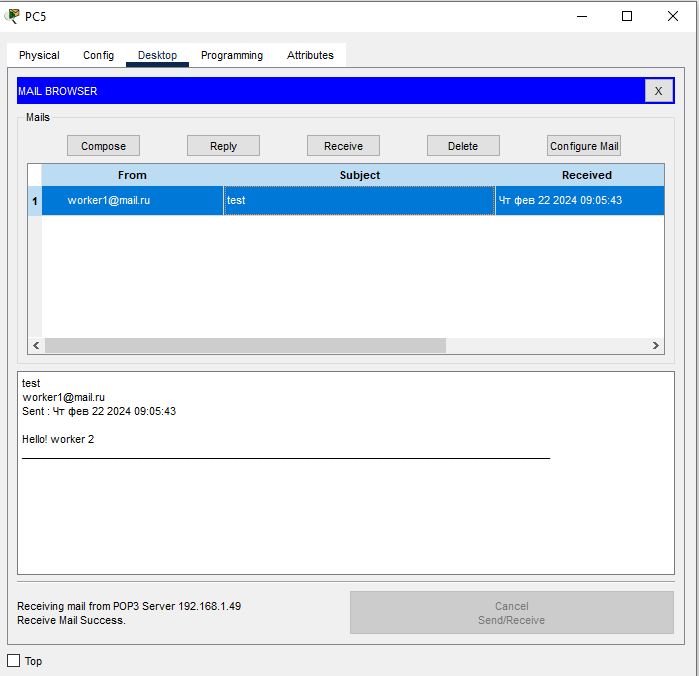 PC5
Physical Config Desktop Programming Attributes
MAIL BROWSER X
Mails
Compose Reply Receive Delete Configure Mail
From Subject Received
1 worker1@mail.ru test Чт фев 22 2024 09:05:43
test
worker1@mail.ru
Sent : Чт фев 22 2024 09:05:43
Hello! worker 2
Receiving mail from POP3 Server 192.168.1.49
Receive Mail Success.
Cancel
Send/Receive
Top